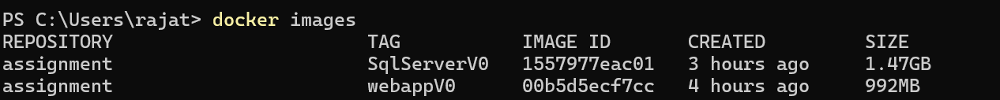 PS C:\Users\rajat> docker images
REPOSITORY TAG IMAGE ID CREATED SIZE
assignment SqlServerV0 1557977eac01 3 hours ago 1.47GB
assignment webappV0 00b5d5ecf7cc 4 hours ago 992MB